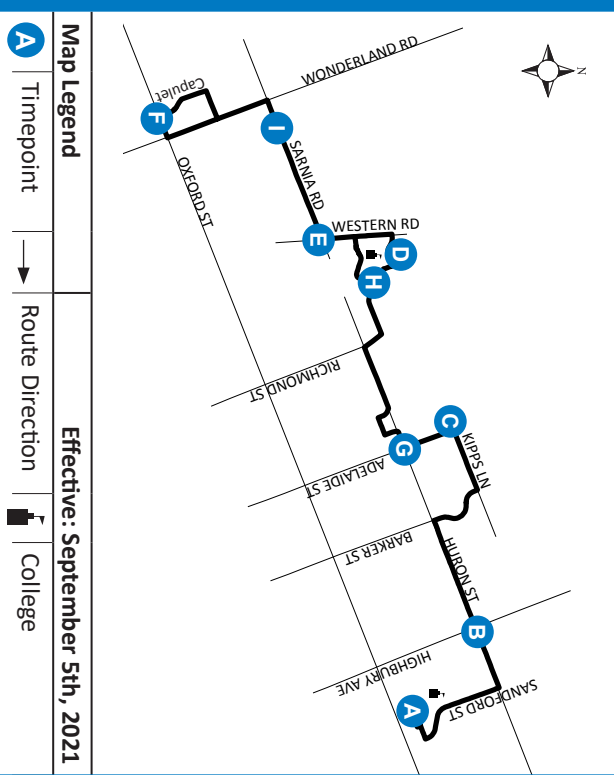 N
WONDERLAND RD
Capulet
F
I
OXFORD ST
SARNIA RD
WESTERN RD
E
D
H
RICHMOND ST
C
KIPPS LN
G
ADELAIDE ST
BARKER ST
HURON ST
B
HIGHBURY AVE
SANDFORD ST
A
Map Legend
Effective: September 5th, 2021
A Timepoint
Route Direction
College